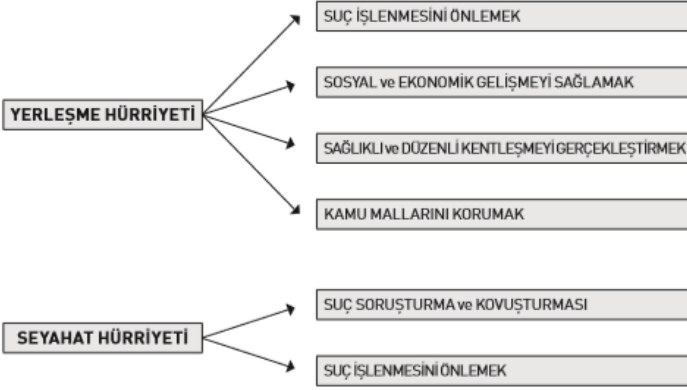 SUÇ İŞLENMESİNİ ÖNLEMEK
SOSYAL ve EKONOMİK GELİŞMEYİ SAĞLAMAK
YERLEŞME HÜRRİYETİ
SAĞLIKLI ve DÜZENLİ KENTLEŞMEYİ GERÇEKLEŞTİRMEK
KAMU MALLARINI KORUMAK
SUÇ SORUŞTURMA ve KOVUŞTURMASI
SEYAHAT HÜRRİYETİ
SUÇ İŞLENMESİNİ ÖNLEMEK